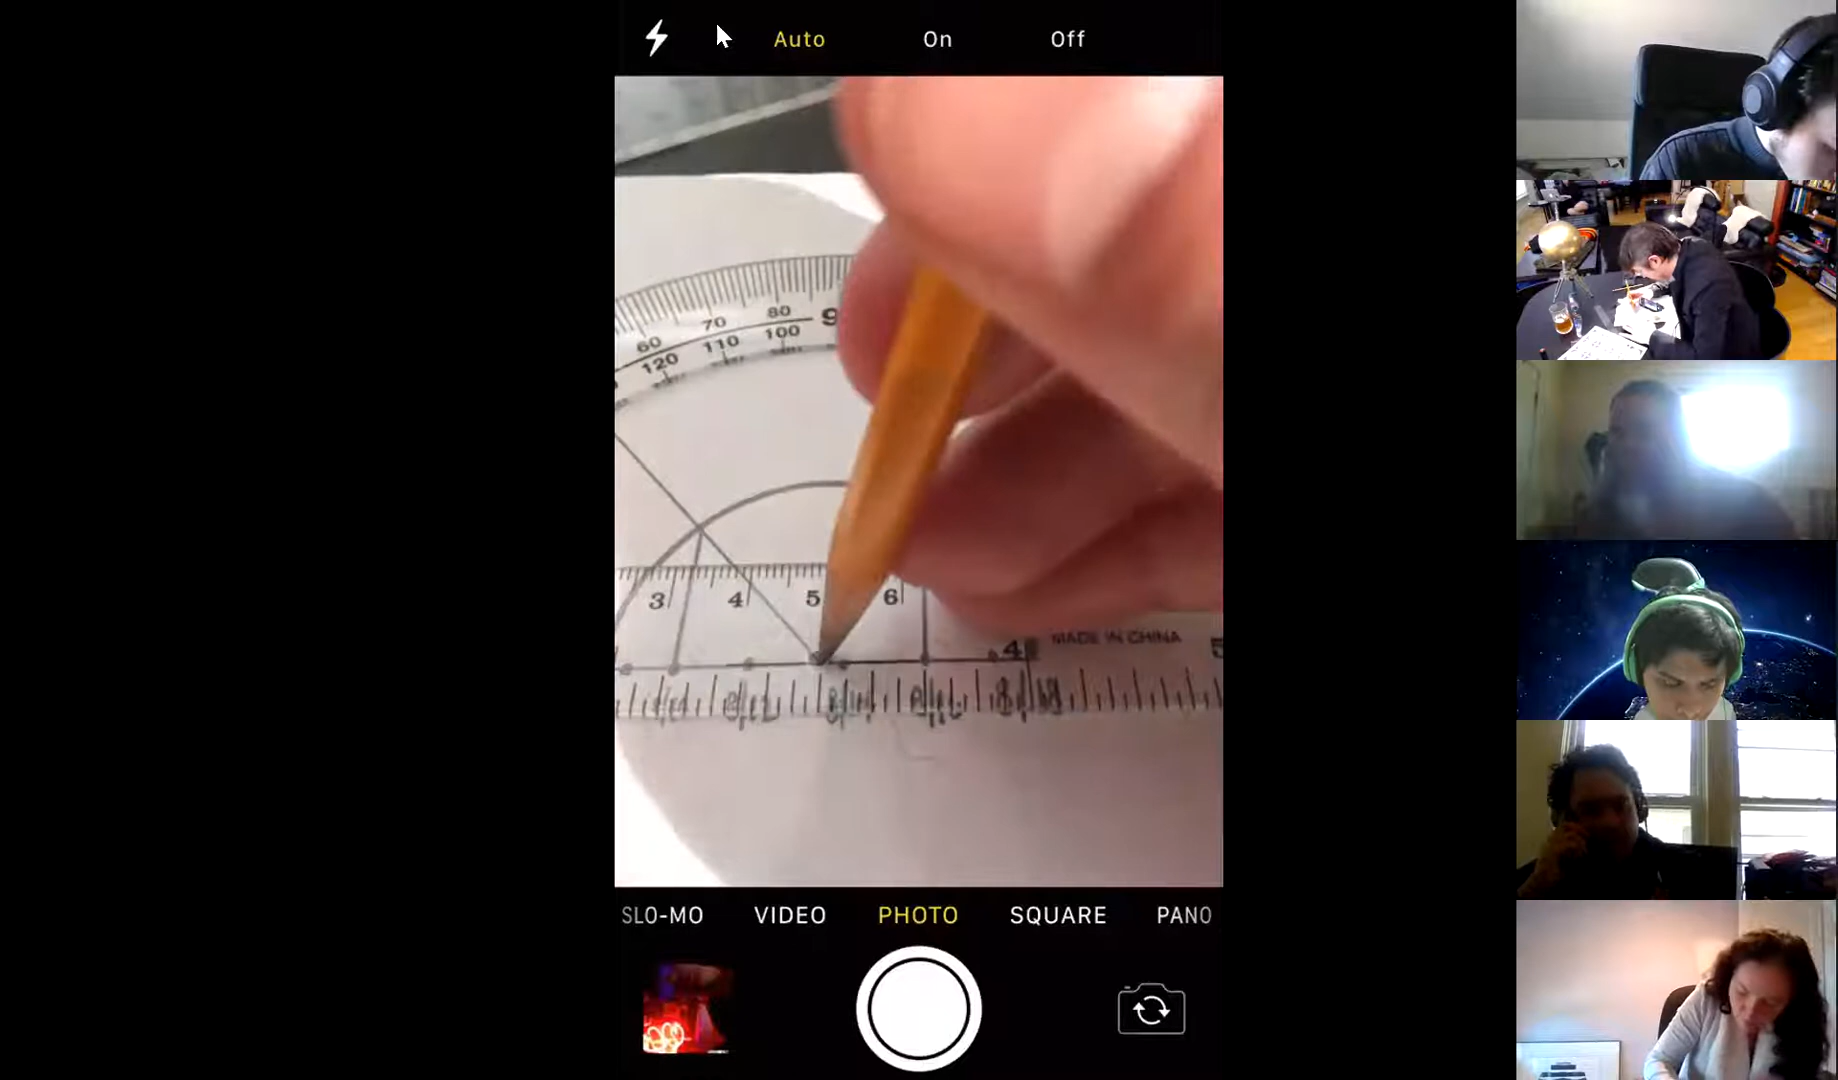 Auto On Off
60 70 80 9
120 110 100
3 4 5 6
MADE IN CHINA
4 5
SLO-MO VIDEO PHOTO SQUARE PANO